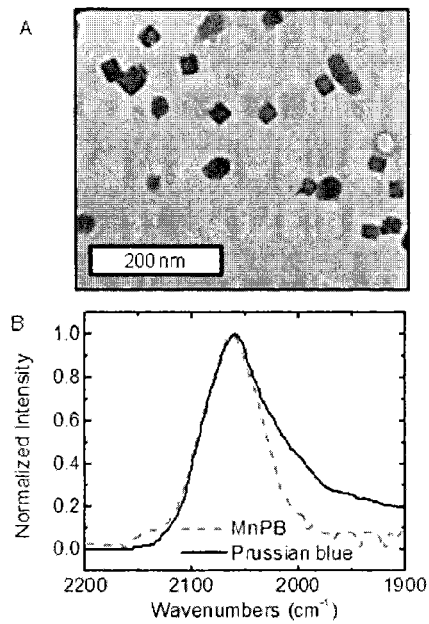 A
200 nm
B
Normalized Intensity
1.0
0.8
0.6
0.4
0.2
0.0
MnPB
Prussian blue
2200 2100 2000 1900
Wavenumbers (cm⁻¹)